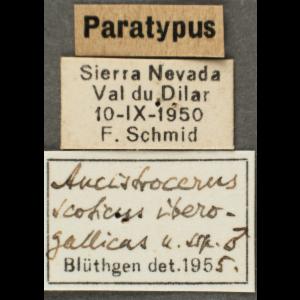 Paratypus
Sierra Nevada
Val du Dilar
10-IX-1950
F. Schmid
Ancistrocerus
scoticus ibero-
gallicus n. ssp. ♂
Blüthgen det. 1955.